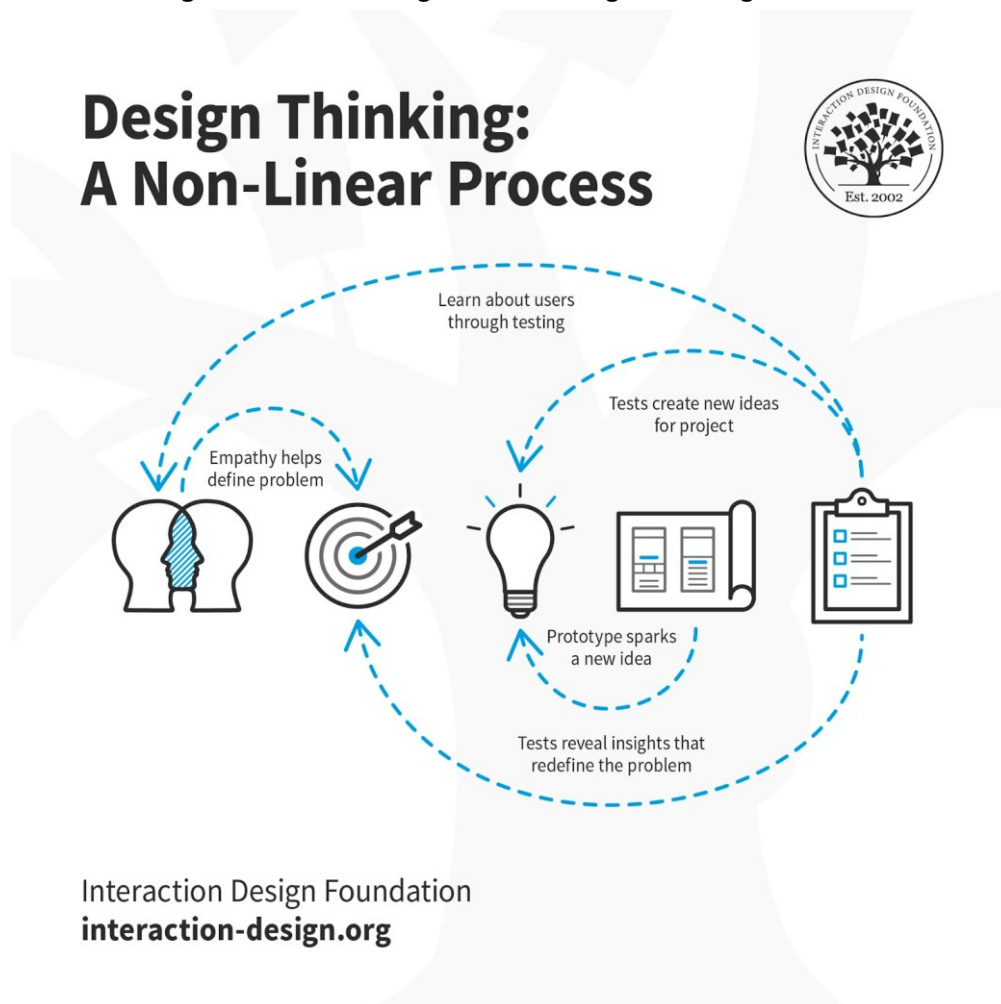 Design Thinking:
A Non-Linear Process
INTERACTION DESIGN FOUNDATION
Est. 2002
Learn about users
through testing
Tests create new ideas
for project
Empathy helps
define problem
Prototype sparks
a new idea
Tests reveal insights that
redefine the problem
Interaction Design Foundation
interaction-design.org